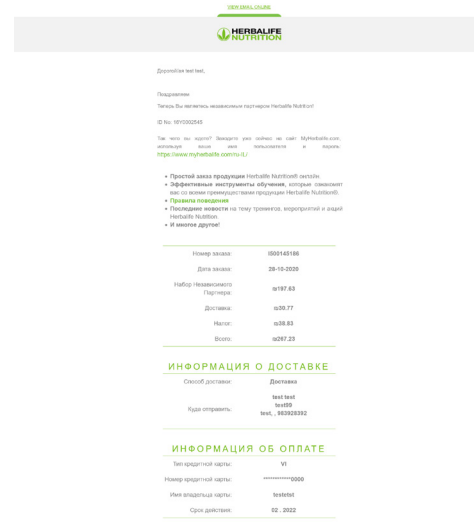 VIEW EMAIL ONLINE
HERBALIFE
NUTRITION
Дорогой/ая test test,
Поздравляем
Теперь Вы являетесь независимым партнером Herbalife Nutrition!
ID No: 18Y0302545
Так чего вы ждете? Заходите уже сейчас на сайт MyHerbalife.com,
используя ваше имя пользователя и пароль:
https://www.myherbalife.com/ru-IL/
• Простой заказ продукции Herbalife Nutrition® онлайн.
• Эффективные инструменты обучения, которые ознакомят
вас со всеми преимуществами продукции Herbalife Nutrition®.
• Правила поведения
• Последние новости на тему тренингов, мероприятий и акций
Herbalife Nutrition.
• И многое другое!
Номер заказа: I500145186
Дата заказа: 28-10-2020
Набор Независимого
Партнера: ₪197.63
Доставка: ₪30.77
Налог: ₪38.83
Всего: ₪267.23
ИНФОРМАЦИЯ О ДОСТАВКЕ
Способ доставки: Доставка
Куда отправить: test test
test99
test, , 983928392
ИНФОРМАЦИЯ ОБ ОПЛАТЕ
Тип кредитной карты: VI
Номер кредитной карты: ************0000
Имя владельца карты: testetst
Срок действия: 02 . 2022